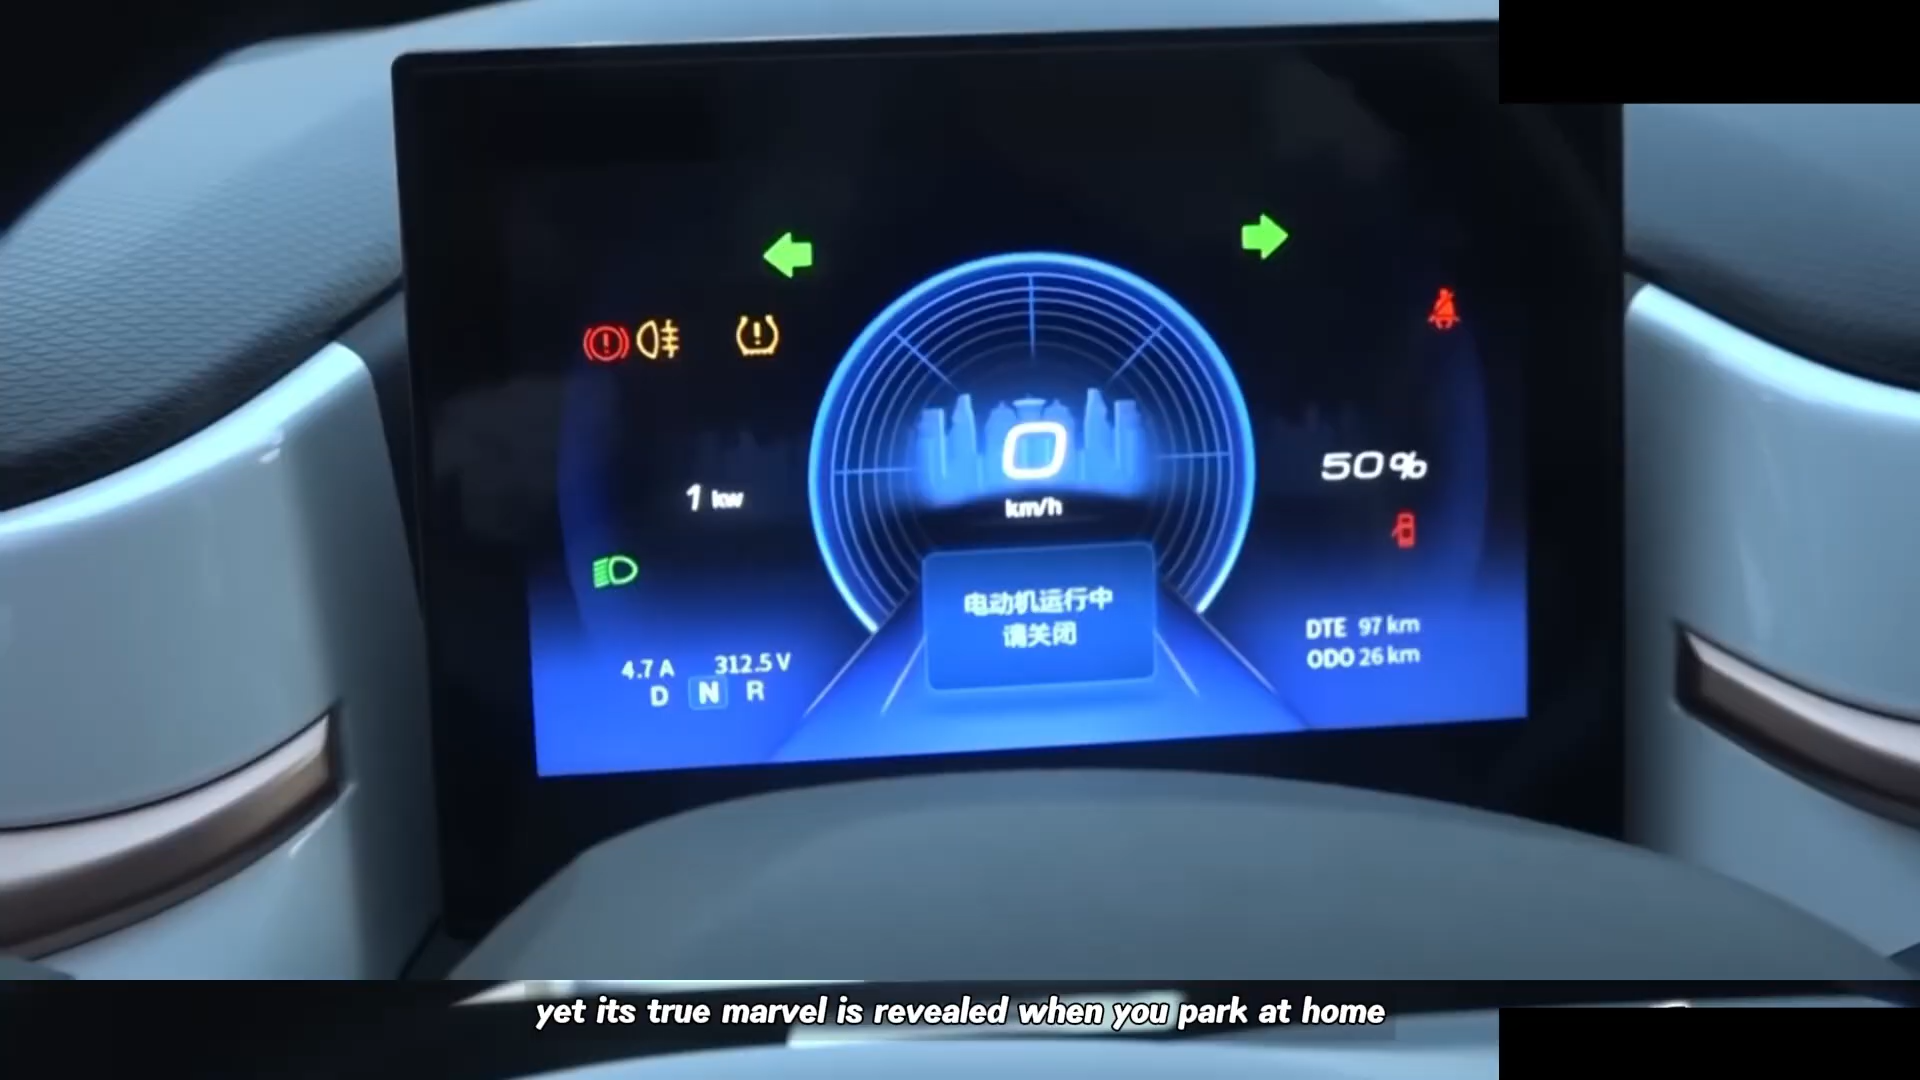 1 kw
0
km/h
50%
电动机运行中
请关闭
4.7 A 312.5 V
D N R
DTE 97 km
ODO 26 km
yet its true marvel is revealed when you park at home